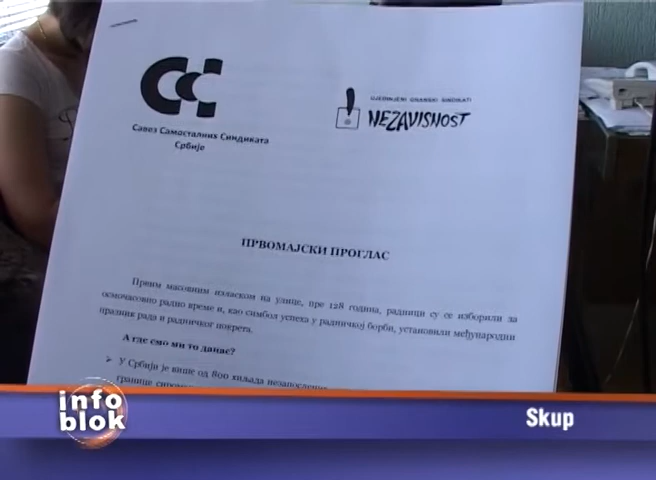 Савез Самосталних Синдиката
Србије
UJEDINJENI GRANSKI SINDIKATI
NEZAVISNOST
ПРВОМАЈСКИ ПРОГЛАС
Првим масовним изласком на улице, пре 128 година, радници су се изборили за
осмочасовно радно време и, као симбол успеха у радничкој борби, установили међународни
празник рада и радничког покрета.
А где смо ми то данас?
У Србији је више од 800 хиљада незапослених
границе
info
blok
Skup